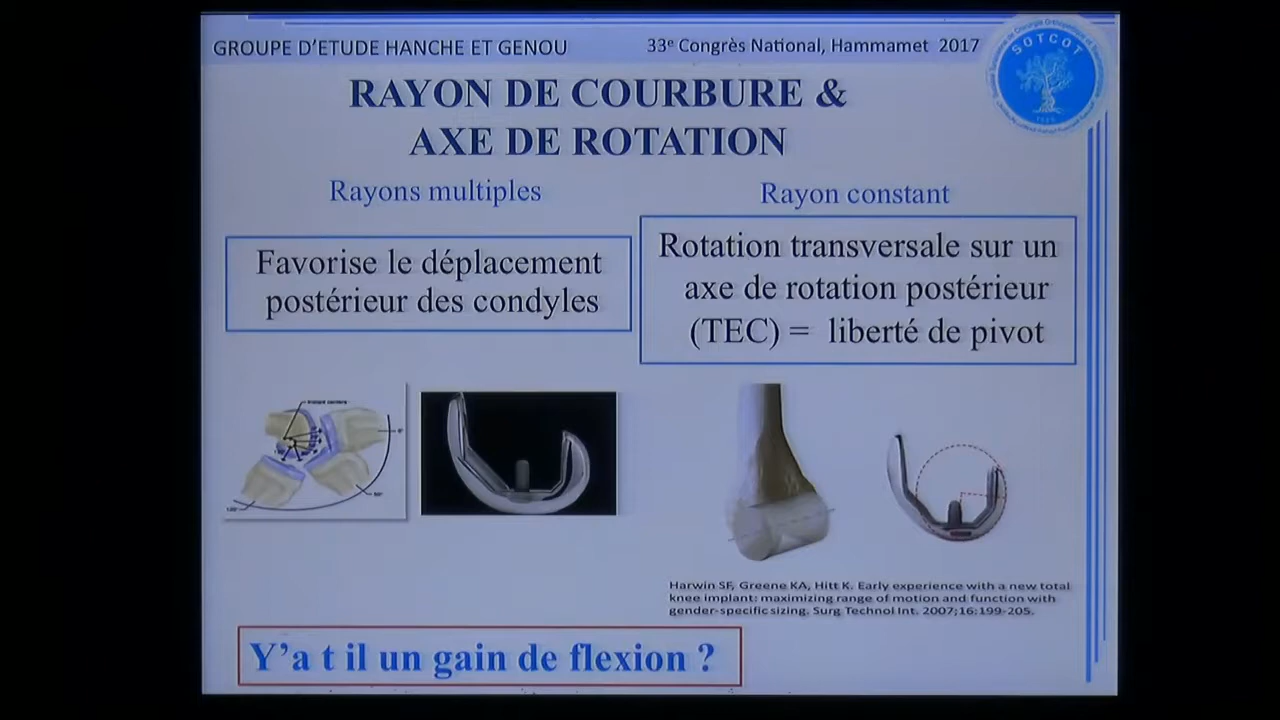 GROUPE D'ETUDE HANCHE ET GENOU
33e Congrès National, Hammamet 2017
SOTCOT
RAYON DE COURBURE &
AXE DE ROTATION
Rayons multiples
Rayon constant
Favorise le déplacement
postérieur des condyles
Rotation transversale sur un
axe de rotation postérieur
(TEC) = liberté de pivot
Harwin SF, Greene KA, Hitt K. Early experience with a new total
knee implant: maximizing range of motion and function with
gender-specific sizing. Surg Technol Int. 2007;16:199-205.
Y'a t il un gain de flexion ?